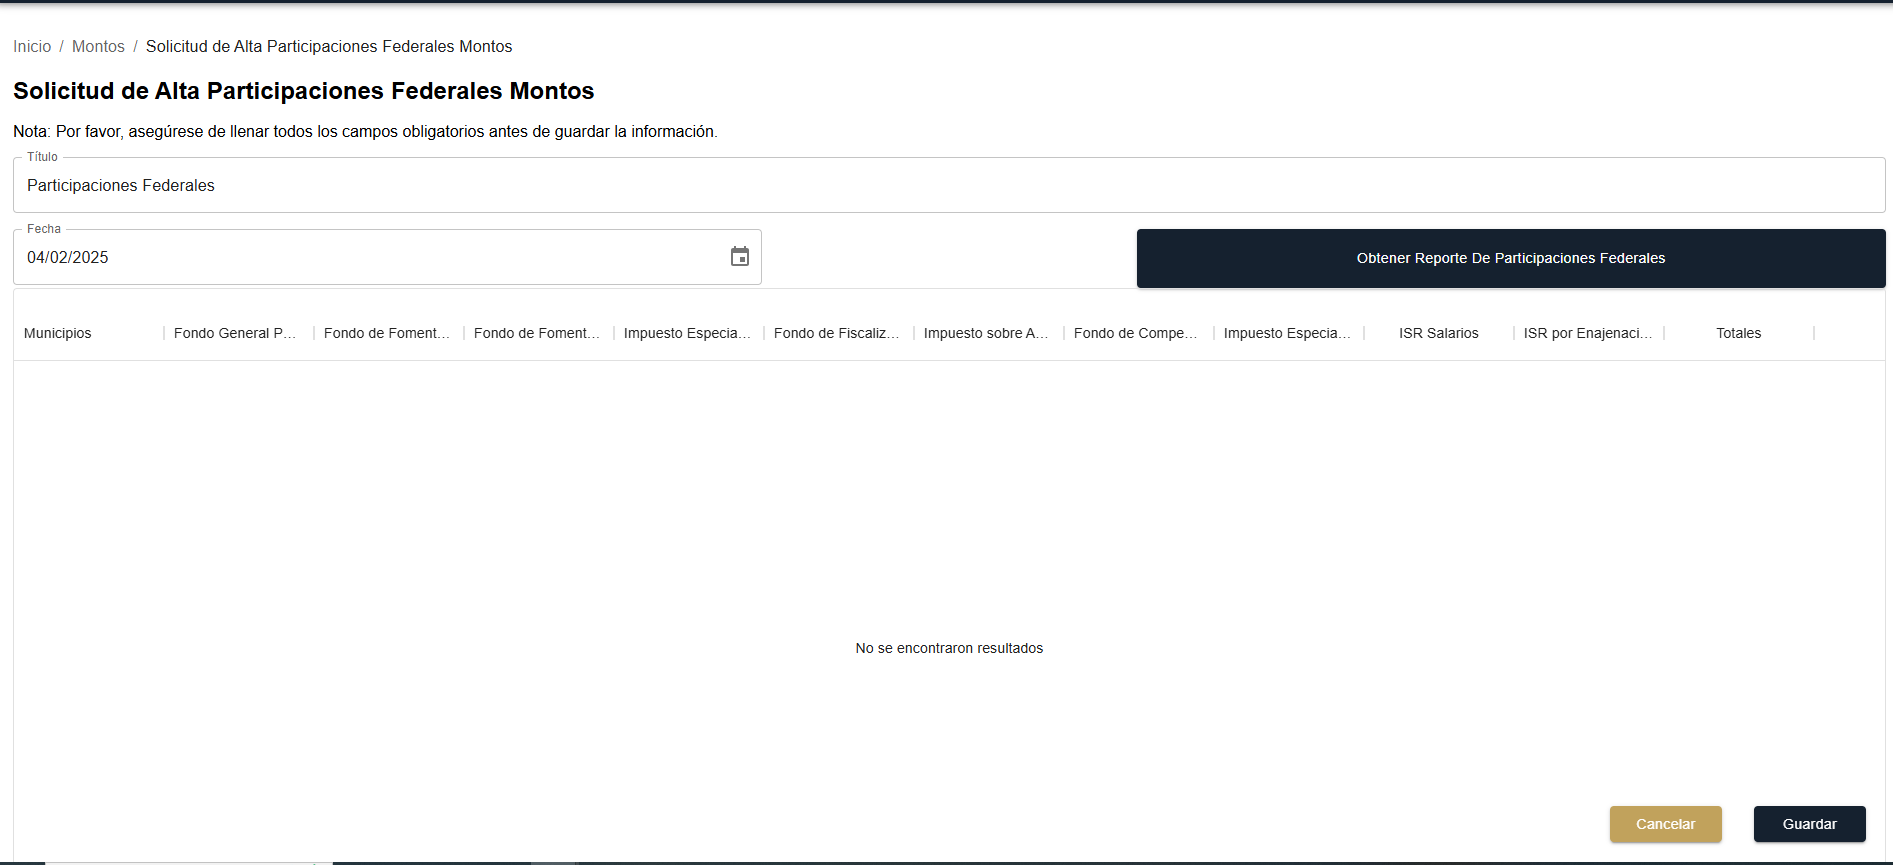 Inicio / Montos / Solicitud de Alta Participaciones Federales Montos
Solicitud de Alta Participaciones Federales Montos
Nota: Por favor, asegúrese de llenar todos los campos obligatorios antes de guardar la información.
Título
Participaciones Federales
Fecha
04/02/2025
Obtener Reporte De Participaciones Federales
Municipios Fondo General P... Fondo de Foment... Fondo de Foment... Impuesto Especia... Fondo de Fiscaliz... Impuesto sobre A... Fondo de Compe... Impuesto Especia... ISR Salarios ISR por Enajenaci... Totales
No se encontraron resultados
Cancelar Guardar